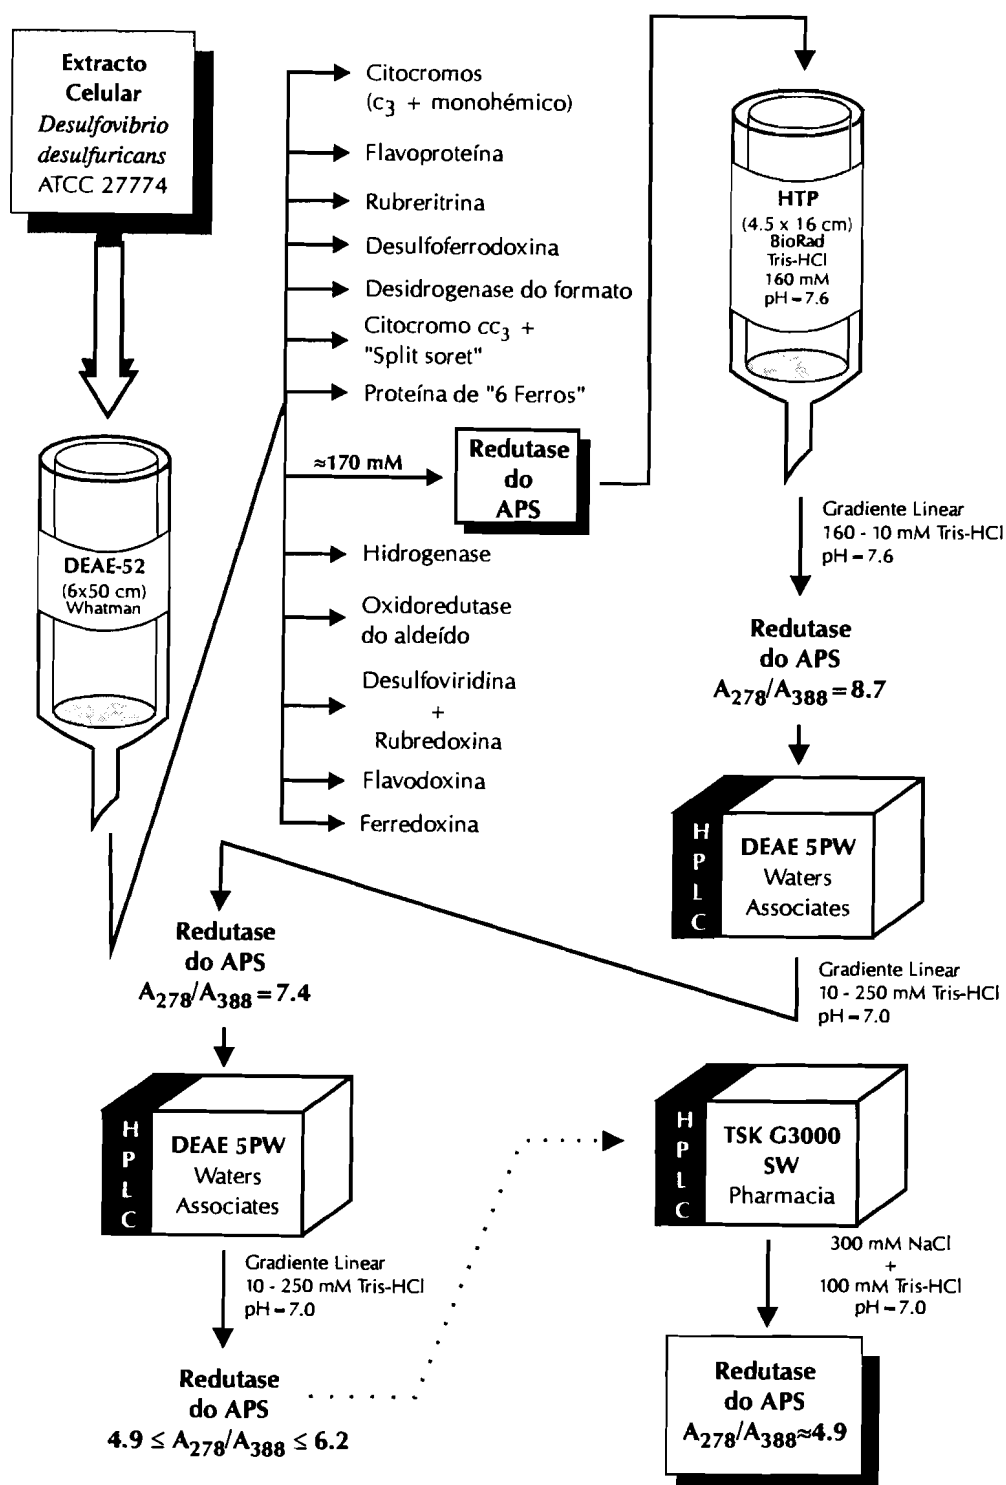 Extracto
Celular
Desulfovibrio
desulfuricans
ATCC 27774
DEAE-52
(6x50 cm)
Whatman
Citocromos
(c3 + monohémico)
Flavoproteína
Rubreritrina
Desulfoferrodoxina
Desidrogenase do formato
Citocromo cc3 +
"Split soret"
Proteína de "6 Ferros"
≈170 mM
Redutase
do
APS
Hidrogenase
Oxidoredutase
do aldeído
Desulfoviridina
+
Rubredoxina
Flavodoxina
Ferredoxina
HTP
(4.5 x 16 cm)
BioRad
Tris-HCl
160 mM
pH = 7.6
Gradiente Linear
160 - 10 mM Tris-HCl
pH = 7.6
Redutase
do APS
A278/A388 = 8.7
HPLC
DEAE 5PW
Waters
Associates
Gradiente Linear
10 - 250 mM Tris-HCl
pH = 7.0
Redutase
do APS
A278/A388 = 7.4
HPLC
DEAE 5PW
Waters
Associates
Gradiente Linear
10 - 250 mM Tris-HCl
pH = 7.0
Redutase
do APS
4.9 ≤ A278/A388 ≤ 6.2
HPLC
TSK G3000
SW
Pharmacia
300 mM NaCl
+
100 mM Tris-HCl
pH = 7.0
Redutase
do APS
A278/A388≈4.9